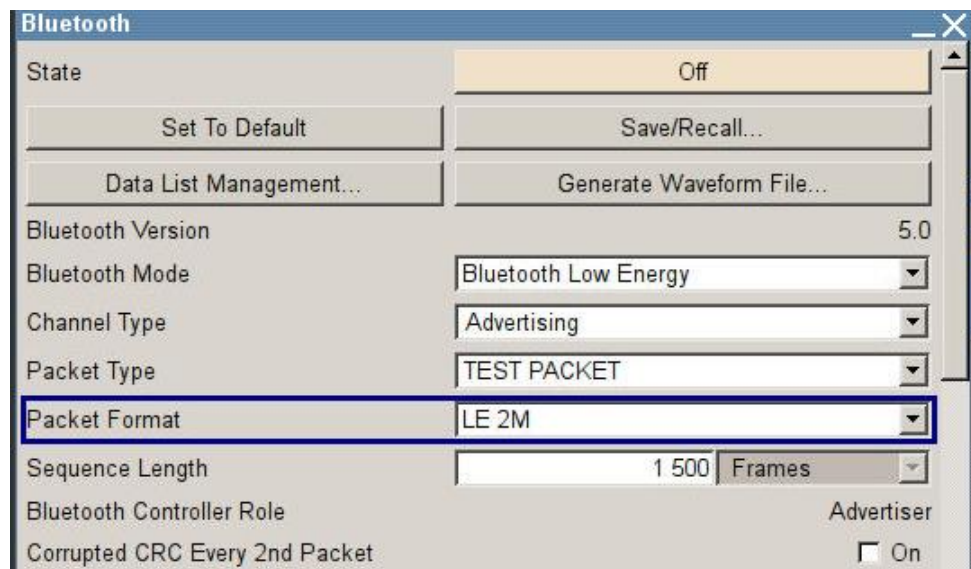 Bluetooth
State Off
Set To Default Save/Recall...
Data List Management... Generate Waveform File...
Bluetooth Version 5.0
Bluetooth Mode Bluetooth Low Energy
Channel Type Advertising
Packet Type TEST PACKET
Packet Format LE 2M
Sequence Length 1 500 Frames
Bluetooth Controller Role Advertiser
Corrupted CRC Every 2nd Packet On